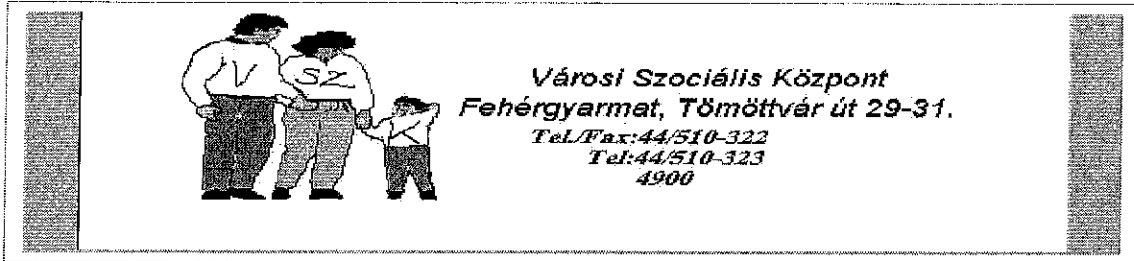 V SZ K
Városi Szociális Központ
Fehérgyarmat, Tömöttvár út 29-31.
Tel./Fax:44/510-322
Tel:44/510-323
4900